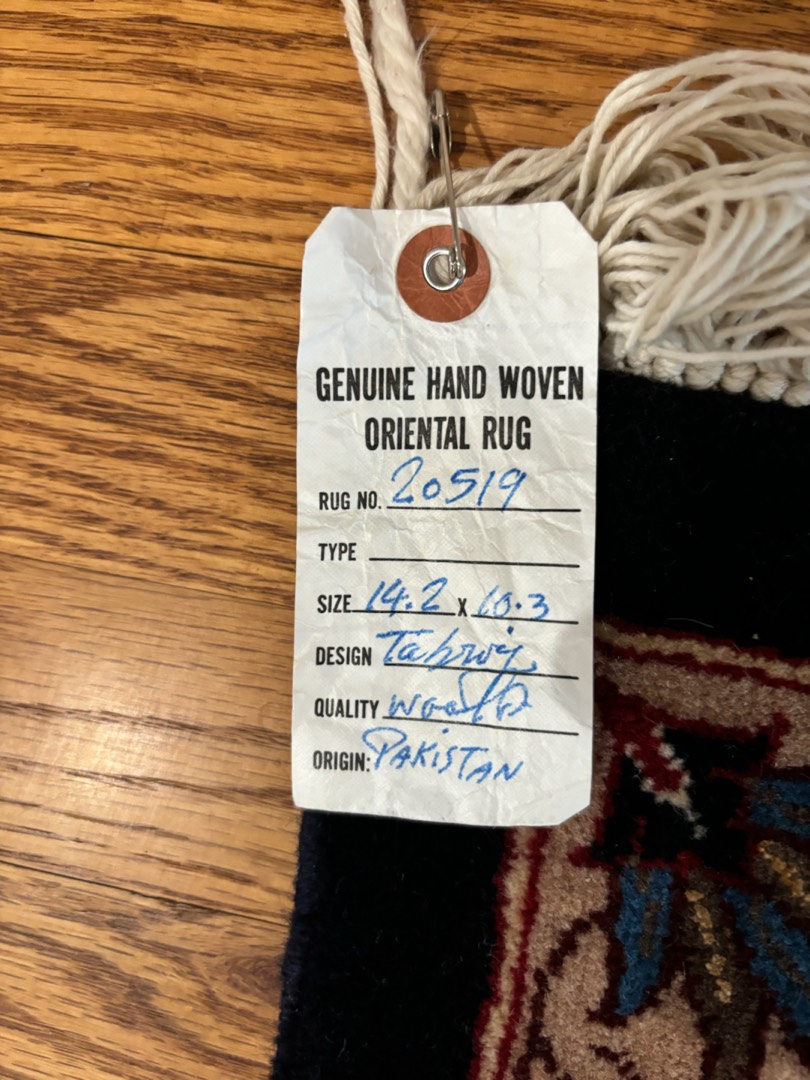 GENUINE HAND WOVEN
ORIENTAL RUG
RUG NO. 20519
TYPE
SIZE 14.2 X 10.3
DESIGN Tabriz
QUALITY
ORIGIN: PAKISTAN